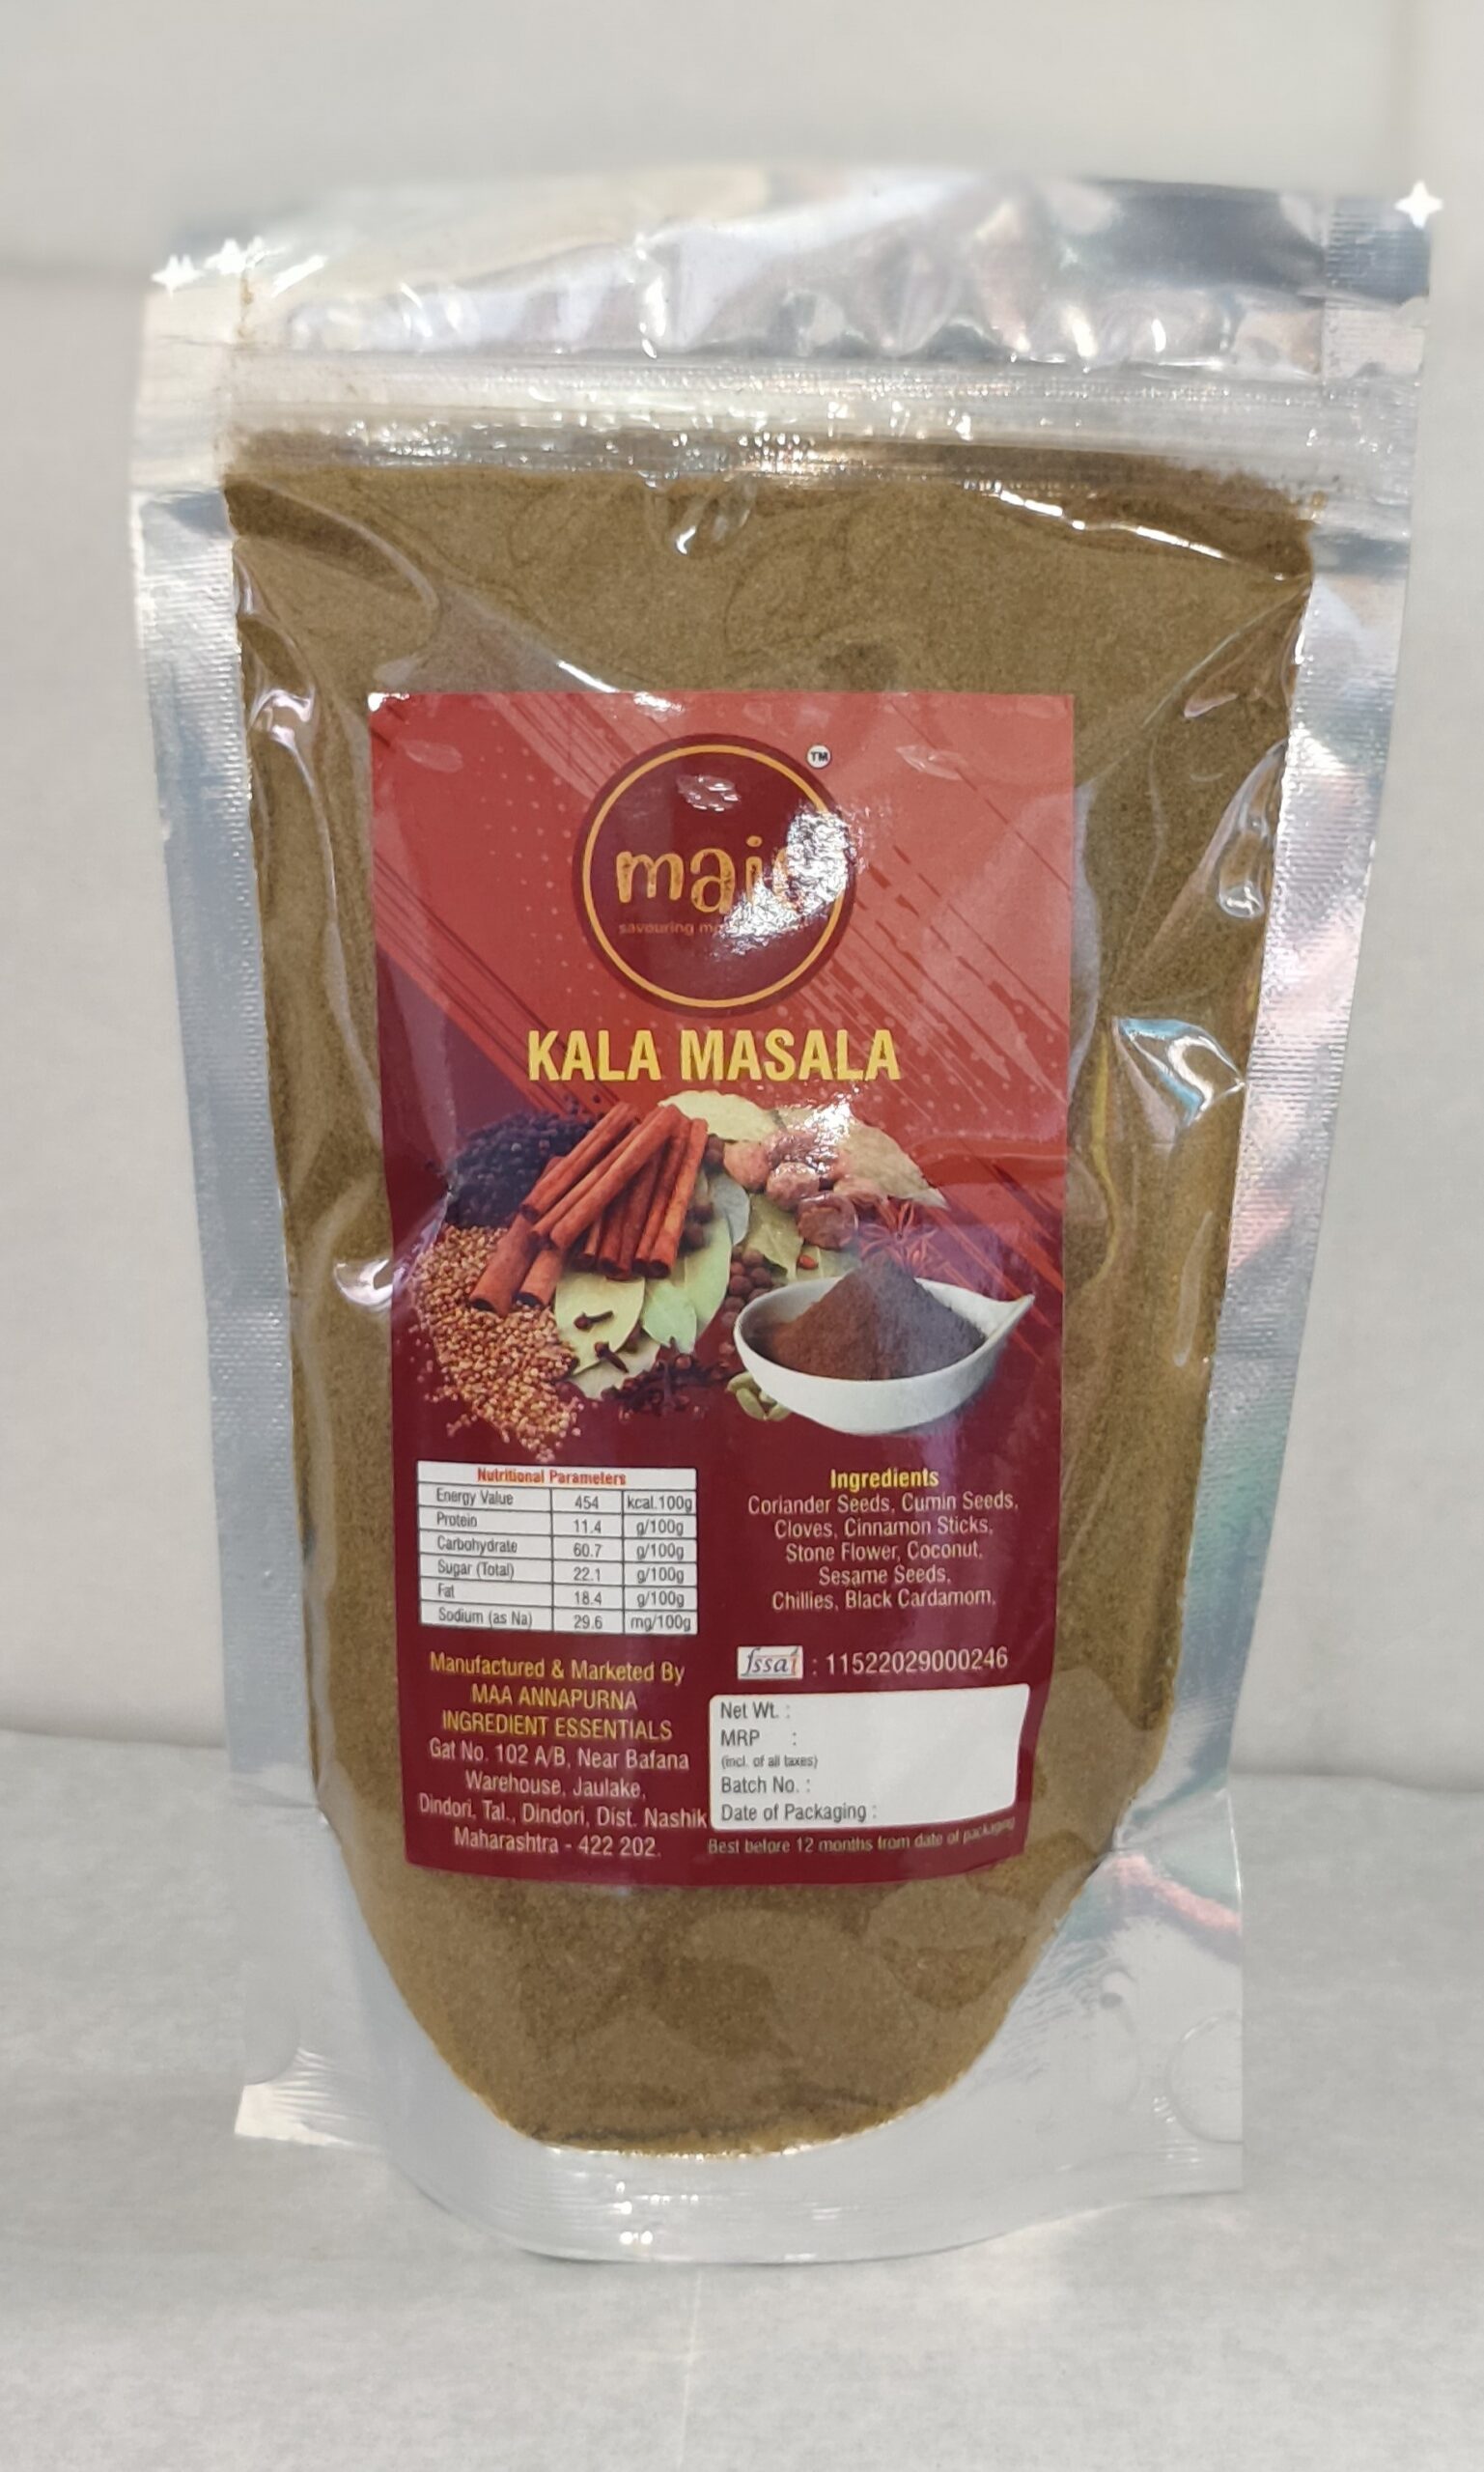 TM
savouring
KALA MASALA
Nutritional Parameters
Energy Value 454 kcal.100g
Protein 11.4 g/100g
Carbohydrate 60.7 g/100g
Sugar (Total) 22.1 g/100g
Fat 18.4 g/100g
Sodium (as Na) 29.6 mg/100g
Ingredients
Coriander Seeds, Cumin Seeds,
Cloves, Cinnamon Sticks,
Stone Flower, Coconut,
Sesame Seeds,
Chillies, Black Cardamom,
fssai : 11522029000246
Manufactured & Marketed By
MAA ANNAPURNA
INGREDIENT ESSENTIALS
Gat No. 102 A/B, Near Bafana
Warehouse, Jaulake,
Dindori, Tal., Dindori, Dist. Nashik
Maharashtra - 422 202.
Net Wt. :
MRP :
(incl. of all taxes)
Batch No. :
Date of Packaging :
Best before 12 months from date of packaging